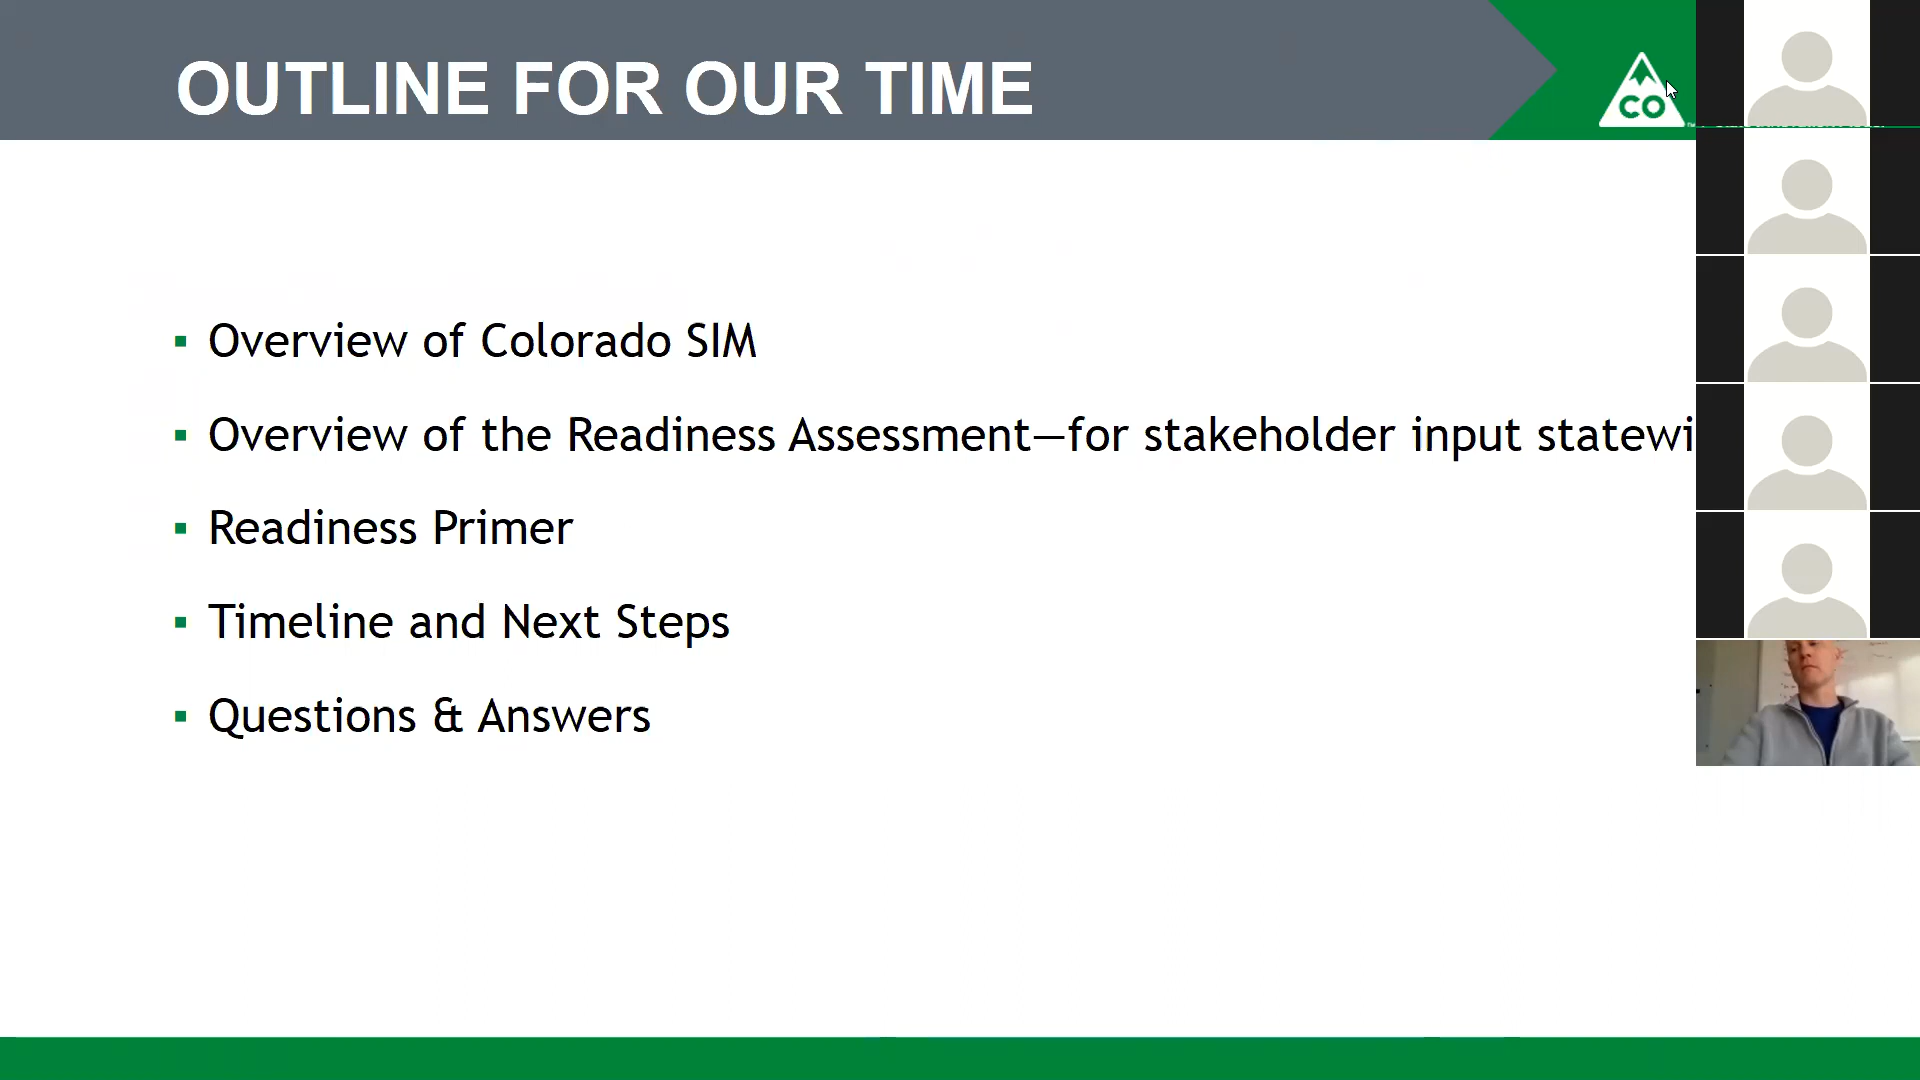 OUTLINE FOR OUR TIME
CO
▪ Overview of Colorado SIM
▪ Overview of the Readiness Assessment—for stakeholder input statewi
▪ Readiness Primer
▪ Timeline and Next Steps
▪ Questions & Answers